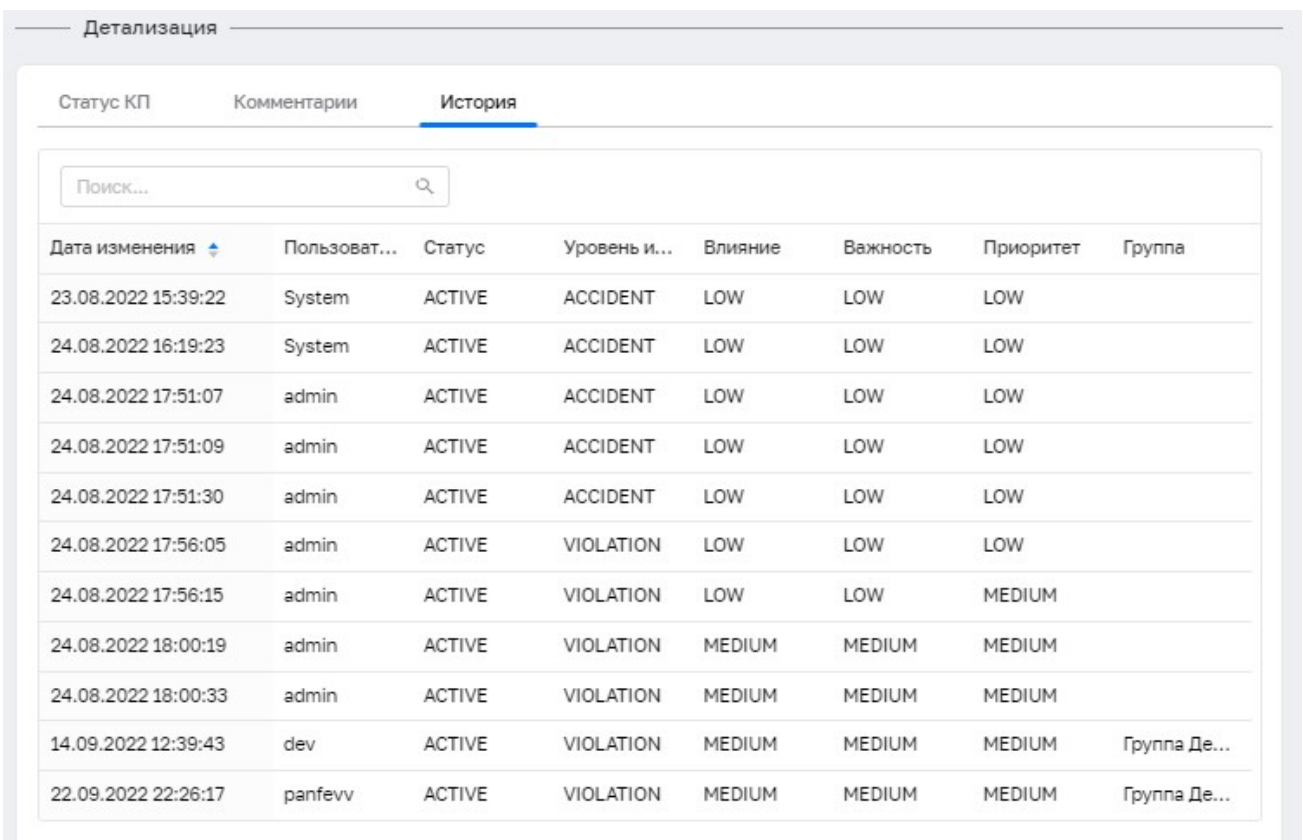 Детализация
Статус КП Комментарии История
Поиск...
Дата изменения Пользоват... Статус Уровень и... Влияние Важность Приоритет Группа
23.08.2022 15:39:22 System ACTIVE ACCIDENT LOW LOW LOW
24.08.2022 16:19:23 System ACTIVE ACCIDENT LOW LOW LOW
24.08.2022 17:51:07 admin ACTIVE ACCIDENT LOW LOW LOW
24.08.2022 17:51:09 admin ACTIVE ACCIDENT LOW LOW LOW
24.08.2022 17:51:30 admin ACTIVE ACCIDENT LOW LOW LOW
24.08.2022 17:56:05 admin ACTIVE VIOLATION LOW LOW LOW
24.08.2022 17:56:15 admin ACTIVE VIOLATION LOW LOW MEDIUM
24.08.2022 18:00:19 admin ACTIVE VIOLATION MEDIUM MEDIUM MEDIUM
24.08.2022 18:00:33 admin ACTIVE VIOLATION MEDIUM MEDIUM MEDIUM
14.09.2022 12:39:43 dev ACTIVE VIOLATION MEDIUM MEDIUM MEDIUM Группа Де...
22.09.2022 22:26:17 panfevv ACTIVE VIOLATION MEDIUM MEDIUM MEDIUM Группа Де...